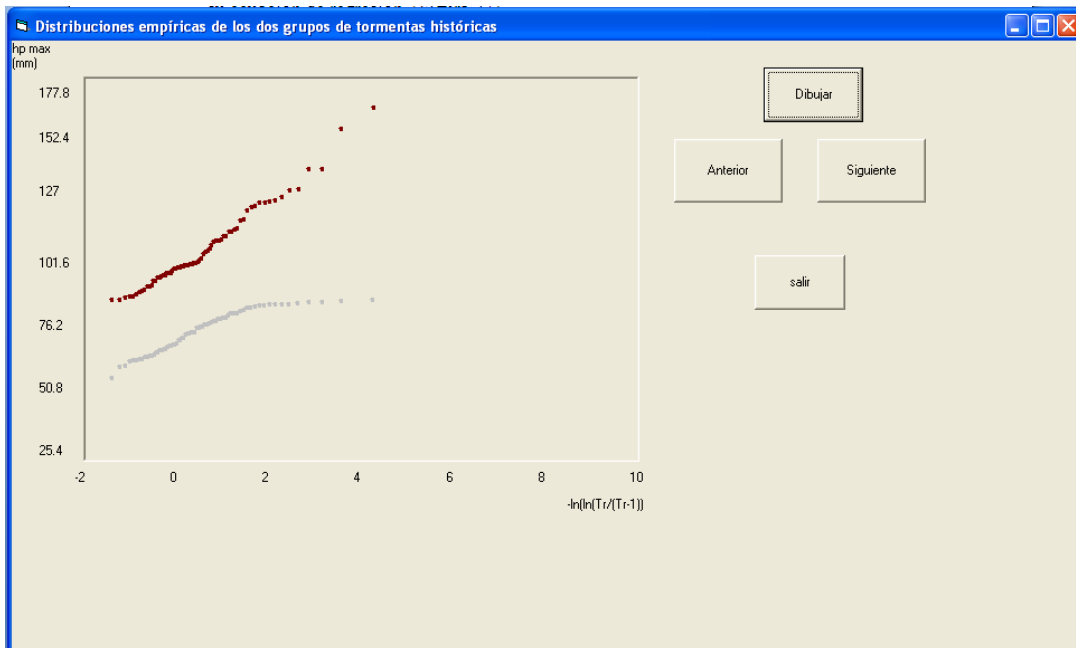 Distribuciones empíricas de los dos grupos de tormentas históricas
hp max
(mm)
177.8
152.4
127
101.6
76.2
50.8
25.4
-2 0 2 4 6 8 10
-ln(ln(Tr/(Tr-1))
Dibujar
Anterior Siguiente
salir